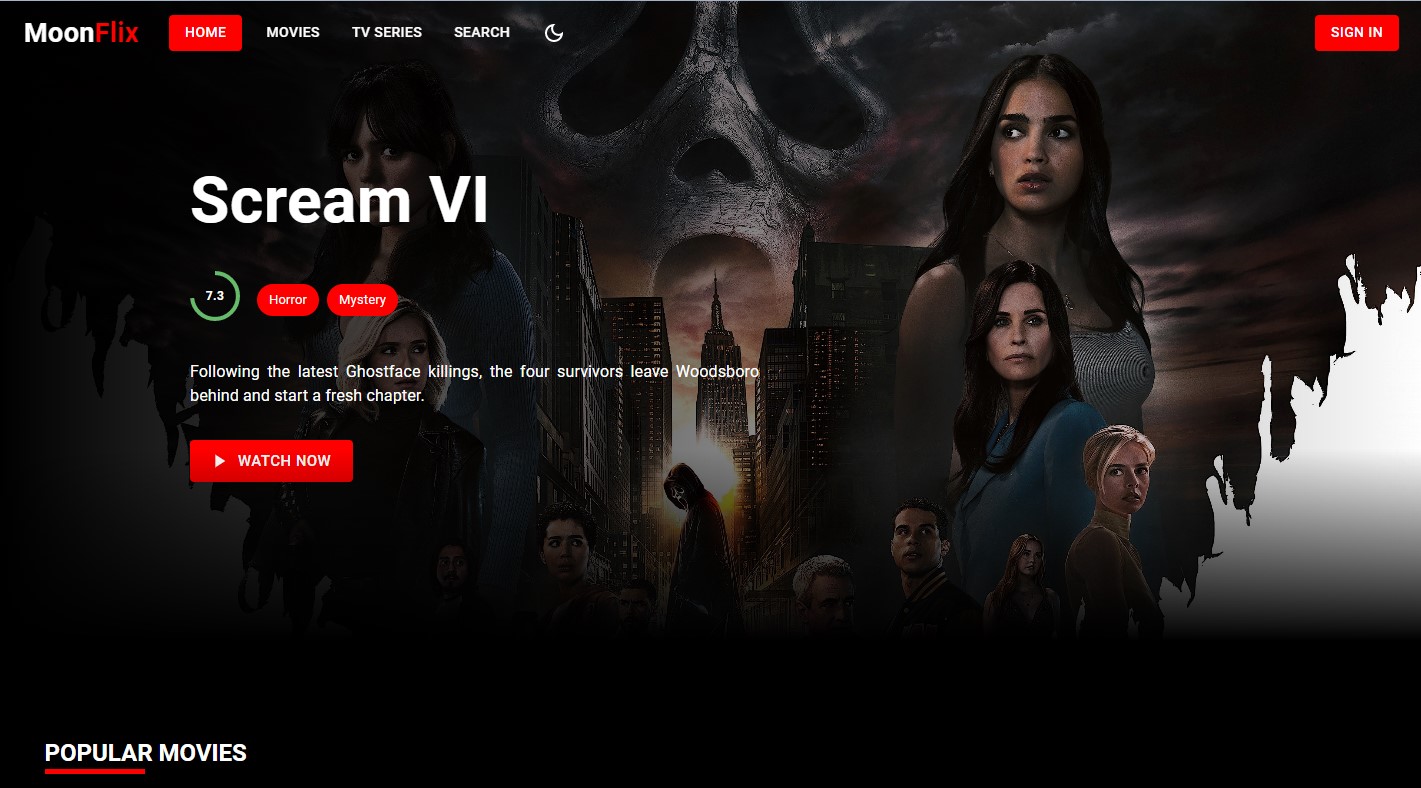 MoonFlix HOME MOVIES TV SERIES SEARCH SIGN IN
Scream VI
7.3 Horror Mystery
Following the latest Ghostface killings, the four survivors leave Woodsboro
behind and start a fresh chapter.
WATCH NOW
POPULAR MOVIES